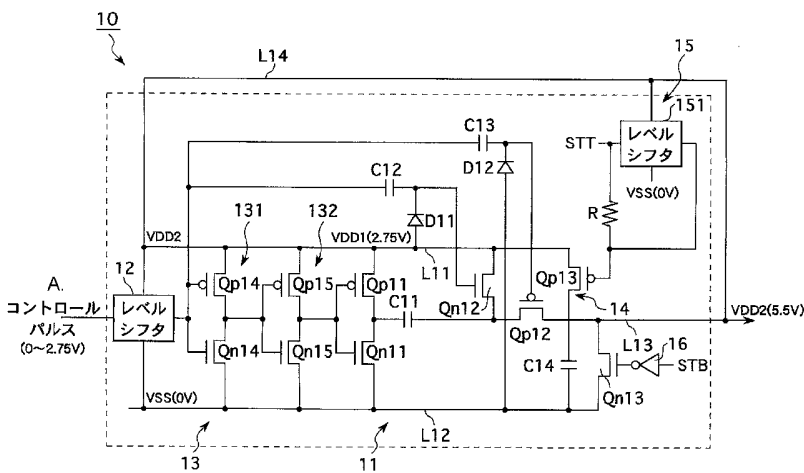 10
L14
15
151
C13
STT
レベル
シフタ
D12
C12
VSS(0V)
131
132
R
D11
VDD2
VDD1(2.75V)
12
L11
A.
コントロール
パルス
(0～2.75V)
レベル
シフタ
Qp14
Qp15
Qp11
C11
Qn12
Qp13
14
Qp12
VDD2(5.5V)
L13
16
Qn14
Qn15
Qn11
C14
STB
Qn13
VSS(0V)
L12
13
11